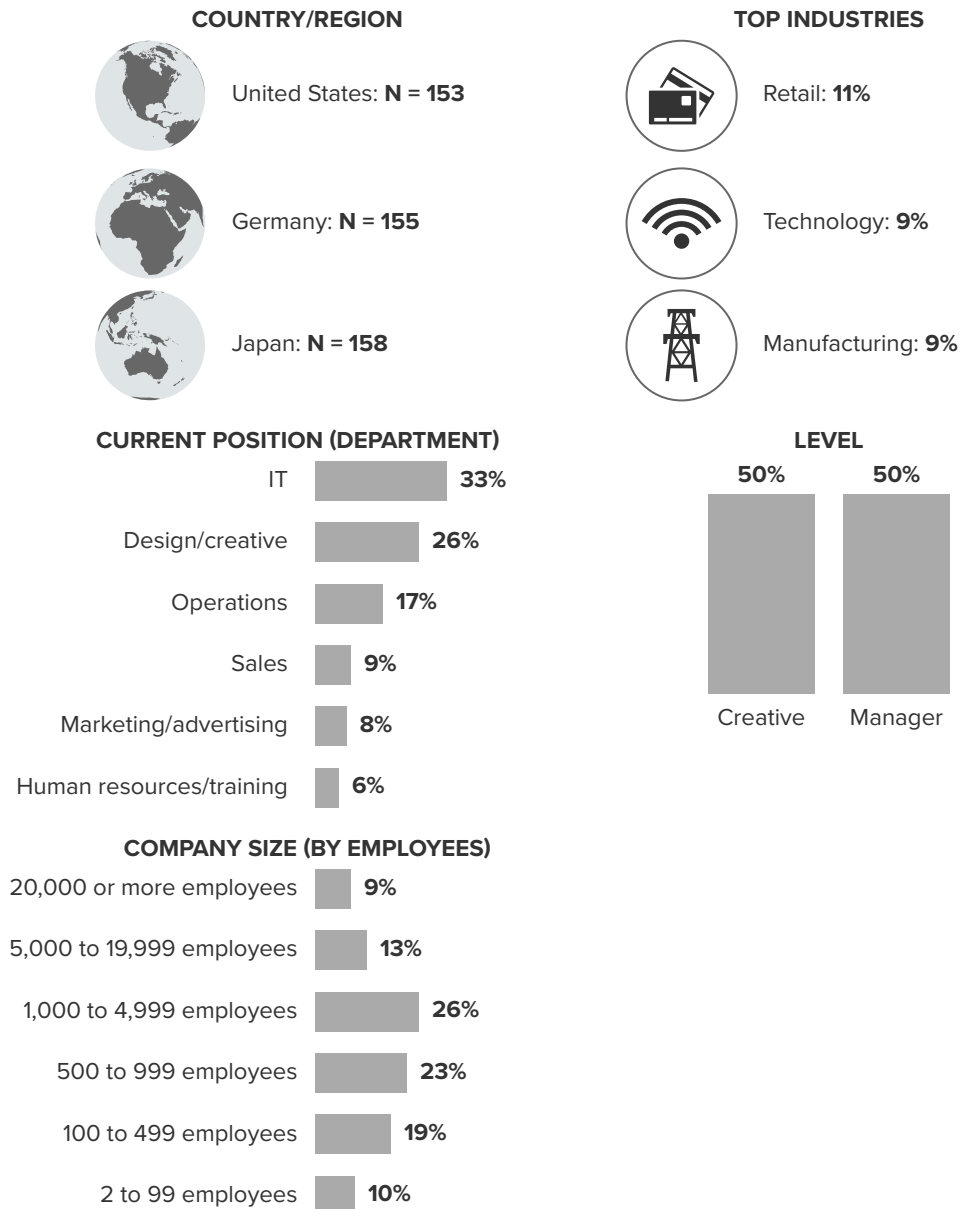 COUNTRY/REGION
United States: N = 153
Germany: N = 155
Japan: N = 158
TOP INDUSTRIES
Retail: 11%
Technology: 9%
Manufacturing: 9%
CURRENT POSITION (DEPARTMENT)
IT 33%
Design/creative 26%
Operations 17%
Sales 9%
Marketing/advertising 8%
Human resources/training 6%
LEVEL
50% 50%
Creative Manager
COMPANY SIZE (BY EMPLOYEES)
20,000 or more employees 9%
5,000 to 19,999 employees 13%
1,000 to 4,999 employees 26%
500 to 999 employees 23%
100 to 499 employees 19%
2 to 99 employees 10%